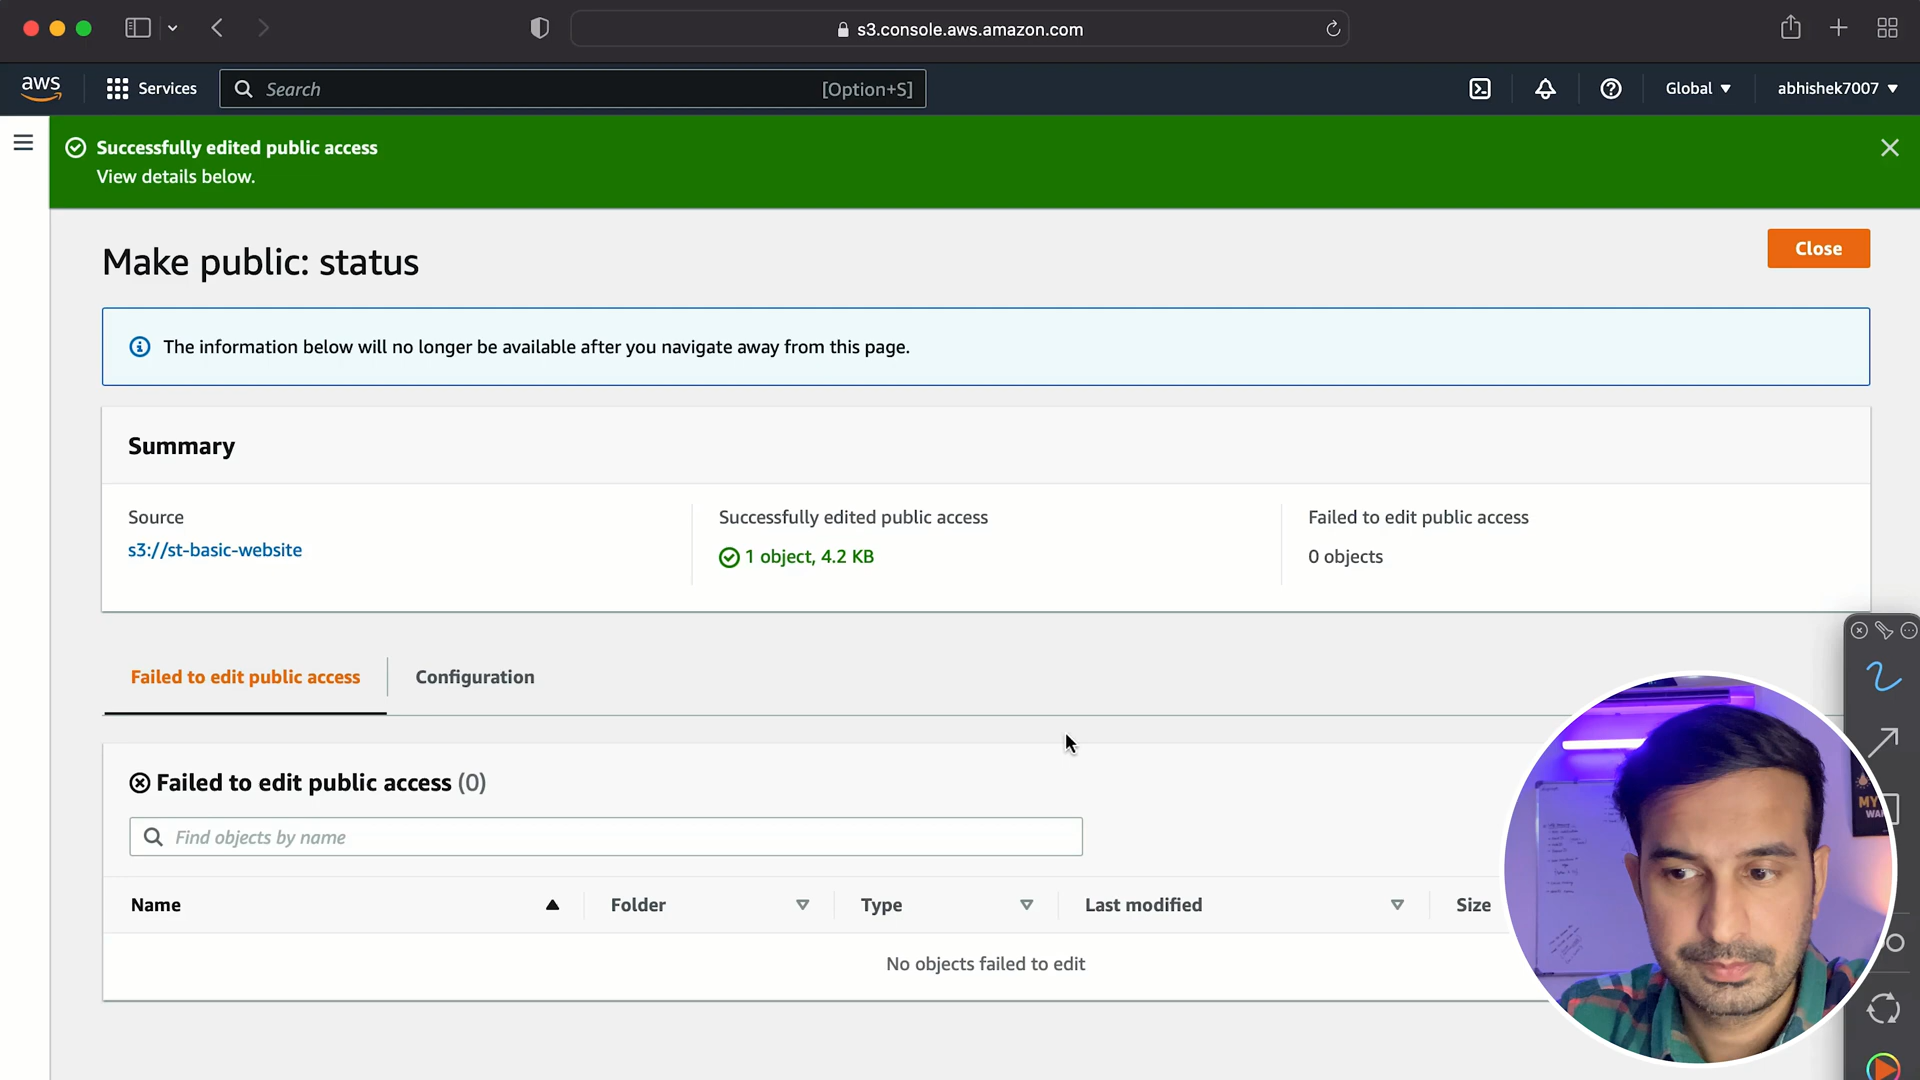 s3.console.aws.amazon.com
aws
Services
Search
[Option+S]
Global
abhishek7007
Successfully edited public access
View details below.
Make public: status
Close
The information below will no longer be available after you navigate away from this page.
Summary
Source
s3://st-basic-website
Successfully edited public access
1 object, 4.2 KB
Failed to edit public access
0 objects
Failed to edit public access
Configuration
Failed to edit public access (0)
Find objects by name
Name
Folder
Type
Last modified
Size
No objects failed to edit
MY
WA